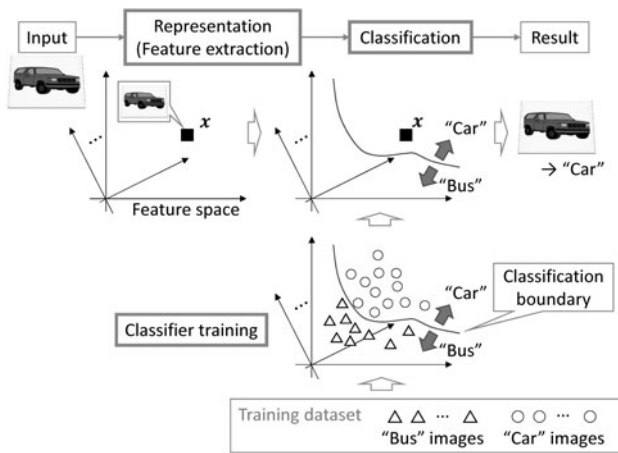 Input
Representation
(Feature extraction)
Classification
Result
x
...
Feature space
x
"Car"
"Bus"
→ "Car"
...
Classifier training
"Car"
"Bus"
Classification
boundary
Training dataset
...
...
"Bus" images
"Car" images